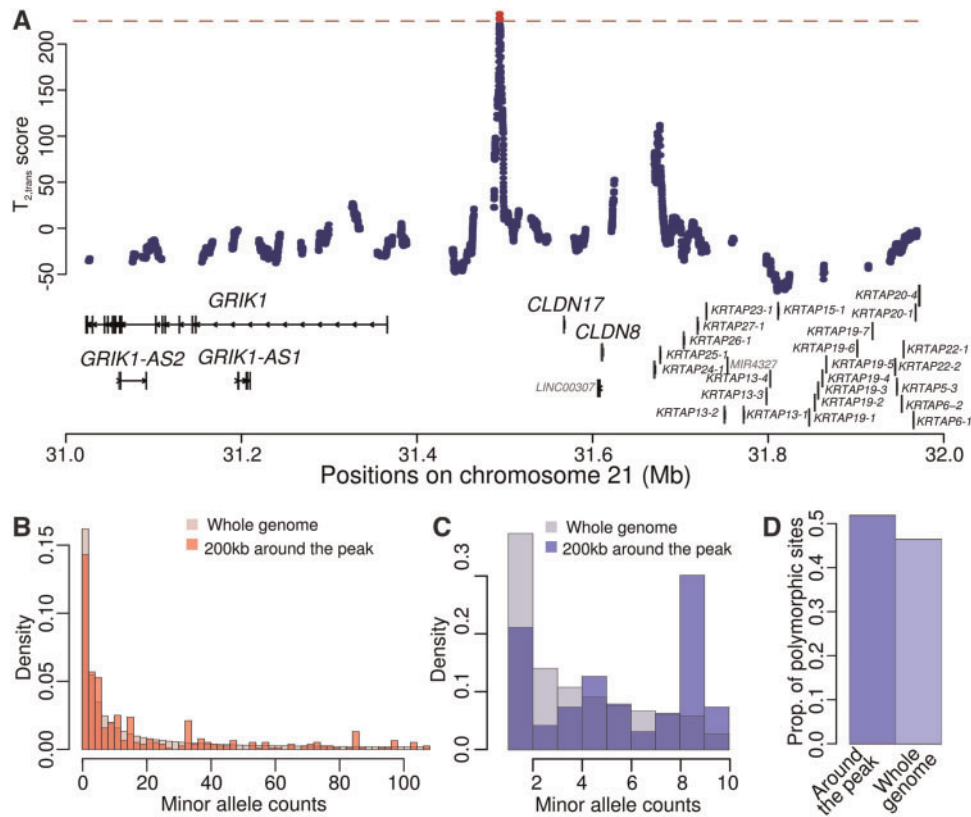 A
T2,trans score
200
150
100
50
0
-50
GRIK1
GRIK1-AS2
GRIK1-AS1
CLDN17
CLDN8
LINC00307
KRTAP20-4
KRTAP23-1
KRTAP15-1
KRTAP20-1
KRTAP27-1
KRTAP19-7
KRTAP26-1
KRTAP19-6
KRTAP22-1
KRTAP25-1
MIR4327
KRTAP19-5
KRTAP22-2
KRTAP24-1
KRTAP13-4
KRTAP19-4
KRTAP19-3
KRTAP5-3
KRTAP13-3
KRTAP19-2
KRTAP6-2
KRTAP13-2
KRTAP13-1
KRTAP19-1
KRTAP6-1
31.0 31.2 31.4 31.6 31.8 32.0
Positions on chromosome 21 (Mb)
B
Whole genome
200kb around the peak
Density
0.15
0.10
0.05
0.00
0 20 40 60 80 100
Minor allele counts
C
Whole genome
200kb around the peak
Density
0.3
0.2
0.1
0.0
2 4 6 8 10
Minor allele counts
D
Prop. of polymorphic sites
0.5
0.4
0.3
0.2
0.1
0.0
Around
the peak
Whole
genome